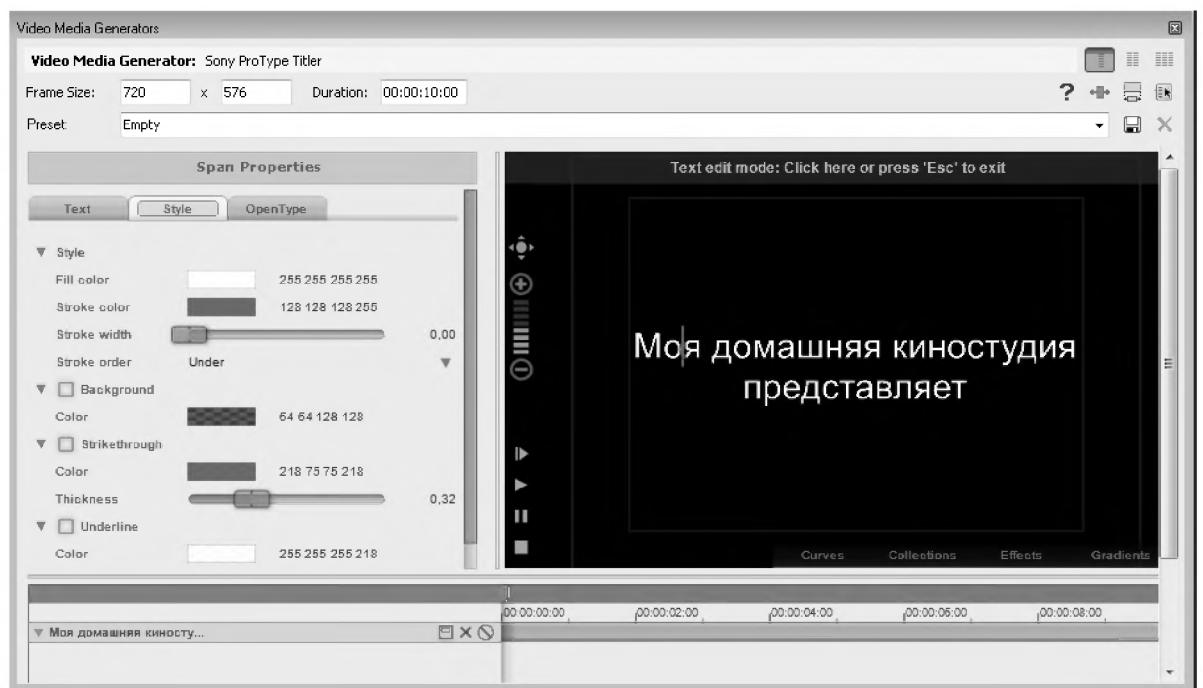 Video Media Generators
Video Media Generator: Sony ProType Titler
Frame Size: 720 x 576 Duration: 00:00:10:00
Preset: Empty
Span Properties
Text Style OpenType
Style
Fill color 255 255 255 255
Stroke color 128 128 128 255
Stroke width 0,00
Stroke order Under
Background
Color 64 64 128 128
Strikethrough
Color 218 75 75 218
Thickness 0,32
Underline
Color 255 255 255 218
Text edit mode: Click here or press 'Esc' to exit
Моя домашняя киностудия
представляет
Curves Collections Effects Gradients
00:00:00:00 00:00:02:00 00:00:04:00 00:00:06:00 00:00:08:00
Моя домашняя киносту...